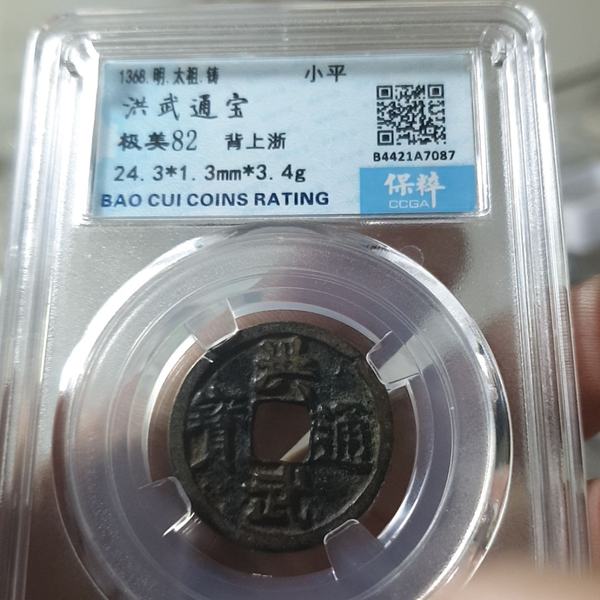 1368.明.太祖.铸 小平
洪武通宝
极美82 背上浙
B4421A7087
24.3*1.3mm*3.4g
保粹
CCGA
BAO CUI COINS RATING
洪武通寳